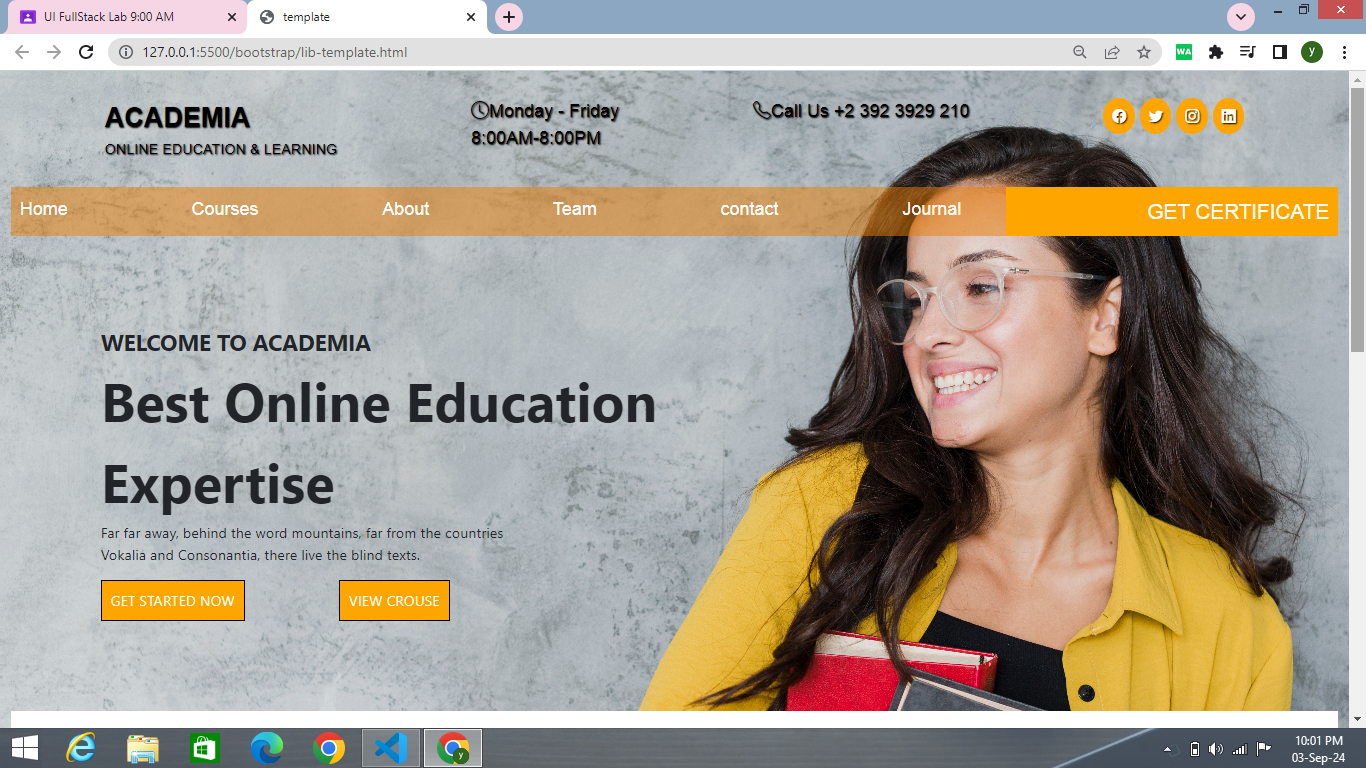 UI FullStack Lab 9:00 AM
template
127.0.0.1:5500/bootstrap/lib-template.html
WA
y
ACADEMIA
ONLINE EDUCATION & LEARNING
Monday - Friday
8:00AM-8:00PM
Call Us +2 392 3929 210
Home
Courses
About
Team
contact
Journal
GET CERTIFICATE
WELCOME TO ACADEMIA
Best Online Education
Expertise
Far far away, behind the word mountains, far from the countries
Vokalia and Consonantia, there live the blind texts.
GET STARTED NOW
VIEW CROUSE
y
10:01 PM
03-Sep-24